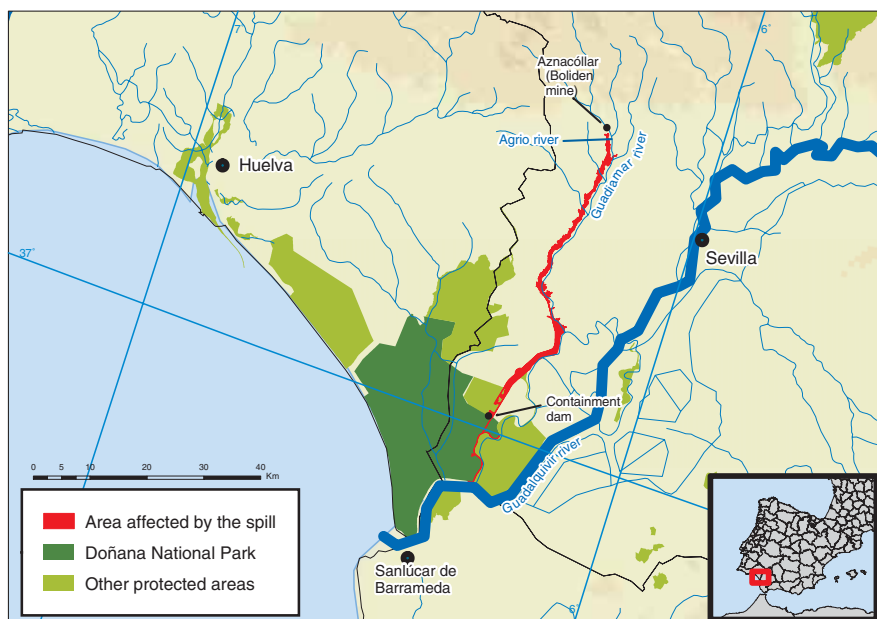 7°
6°
Aznacóllar
(Boliden
mine)
Agrio river
Guadiamar river
Huelva
37°
Sevilla
Containment
dam
Guadalquivir river
0 5 10 20 30 40
Km
Area affected by the spill
Doñana National Park
Other protected areas
Sanlúcar de
Barrameda
6°